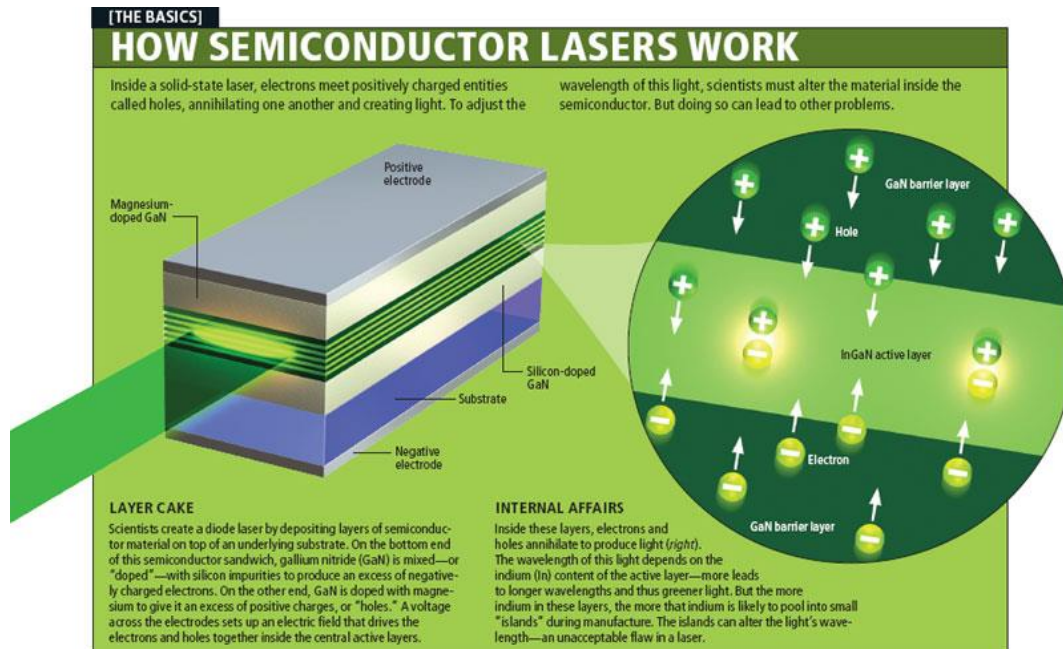 [THE BASICS]
HOW SEMICONDUCTOR LASERS WORK
Inside a solid-state laser, electrons meet positively charged entities
called holes, annihilating one another and creating light. To adjust the
wavelength of this light, scientists must alter the material inside the
semiconductor. But doing so can lead to other problems.
Positive
electrode
Magnesium-
doped GaN
Silicon-doped
GaN
Substrate
Negative
electrode
+
+
GaN barrier layer
+
Hole
+
+
+
+
+
InGaN active layer
+
−
−
−
−
−
Electron
−
−
GaN barrier layer
−
LAYER CAKE
Scientists create a diode laser by depositing layers of semiconduc-
tor material on top of an underlying substrate. On the bottom end
of this semiconductor sandwich, gallium nitride (GaN) is mixed—or
"doped"—with silicon impurities to produce an excess of negative-
ly charged electrons. On the other end, GaN is doped with magne-
sium to give it an excess of positive charges, or "holes." A voltage
across the electrodes sets up an electric field that drives the
electrons and holes together inside the central active layers.
INTERNAL AFFAIRS
Inside these layers, electrons and
holes annihilate to produce light (right).
The wavelength of this light depends on the
indium (In) content of the active layer—more leads
to longer wavelengths and thus greener light. But the more
indium in these layers, the more that indium is likely to pool into small
"islands" during manufacture. The islands can alter the light's wave-
length—an unacceptable flaw in a laser.